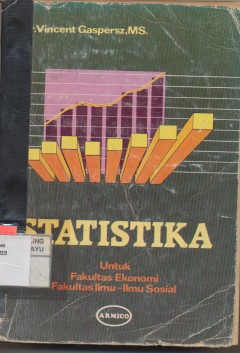 .Vincent Gaspersz,MS.
STATISTIKA
Untuk
Fakultas Ekonomi
Fakultas Ilmu-Ilmu Sosial
ARMICO